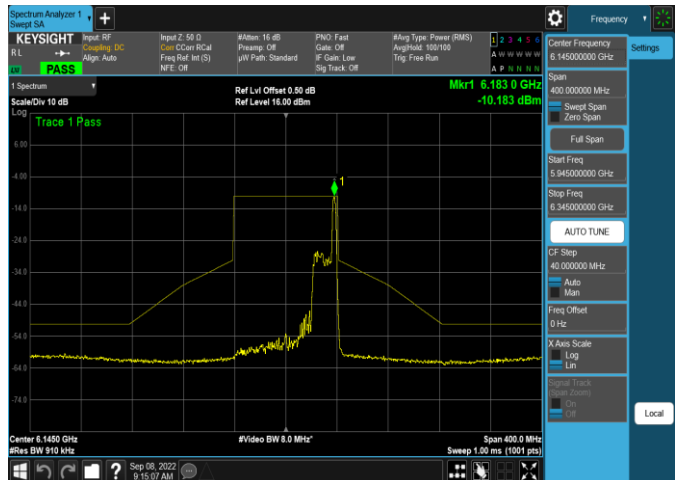 Spectrum Analyzer 1
Swept SA
Frequency
KEYSIGHT
RL
PASS
Input: RF
Coupling: DC
Align: Auto
Input Z: 50 Ω
Corr CCorr RCal
Freq Ref: Int (S)
NFE: Off
#Atten: 16 dB
Preamp: Off
µW Path: Standard
PNO: Fast
Gate: Off
IF Gain: Low
Sig Track: Off
#Avg Type: Power (RMS)
Avg|Hold: 100/100
Trig: Free Run
1 2 3 4 5 6
A W W W W W
A P N N N N
1 Spectrum
Scale/Div 10 dB
Log
Ref Lvl Offset 0.50 dB
Ref Level 16.00 dBm
Mkr1 6.183 0 GHz
-10.183 dBm
Trace 1 Pass
1
6.00
-4.00
-14.0
-24.0
-34.0
-44.0
-54.0
-64.0
-74.0
Center 6.1450 GHz
#Res BW 910 kHz
#Video BW 8.0 MHz*
Span 400.0 MHz
Sweep 1.00 ms (1001 pts)
Center Frequency
6.145000000 GHz
Span
400.000000 MHz
Swept Span
Zero Span
Full Span
Start Freq
5.945000000 GHz
Stop Freq
6.345000000 GHz
AUTO TUNE
CF Step
40.000000 MHz
Auto
Man
Freq Offset
0 Hz
X Axis Scale
Log
Lin
Signal Track
(Span Zoom)
On
Off
Settings
Local
Sep 08, 2022
9:15:07 AM